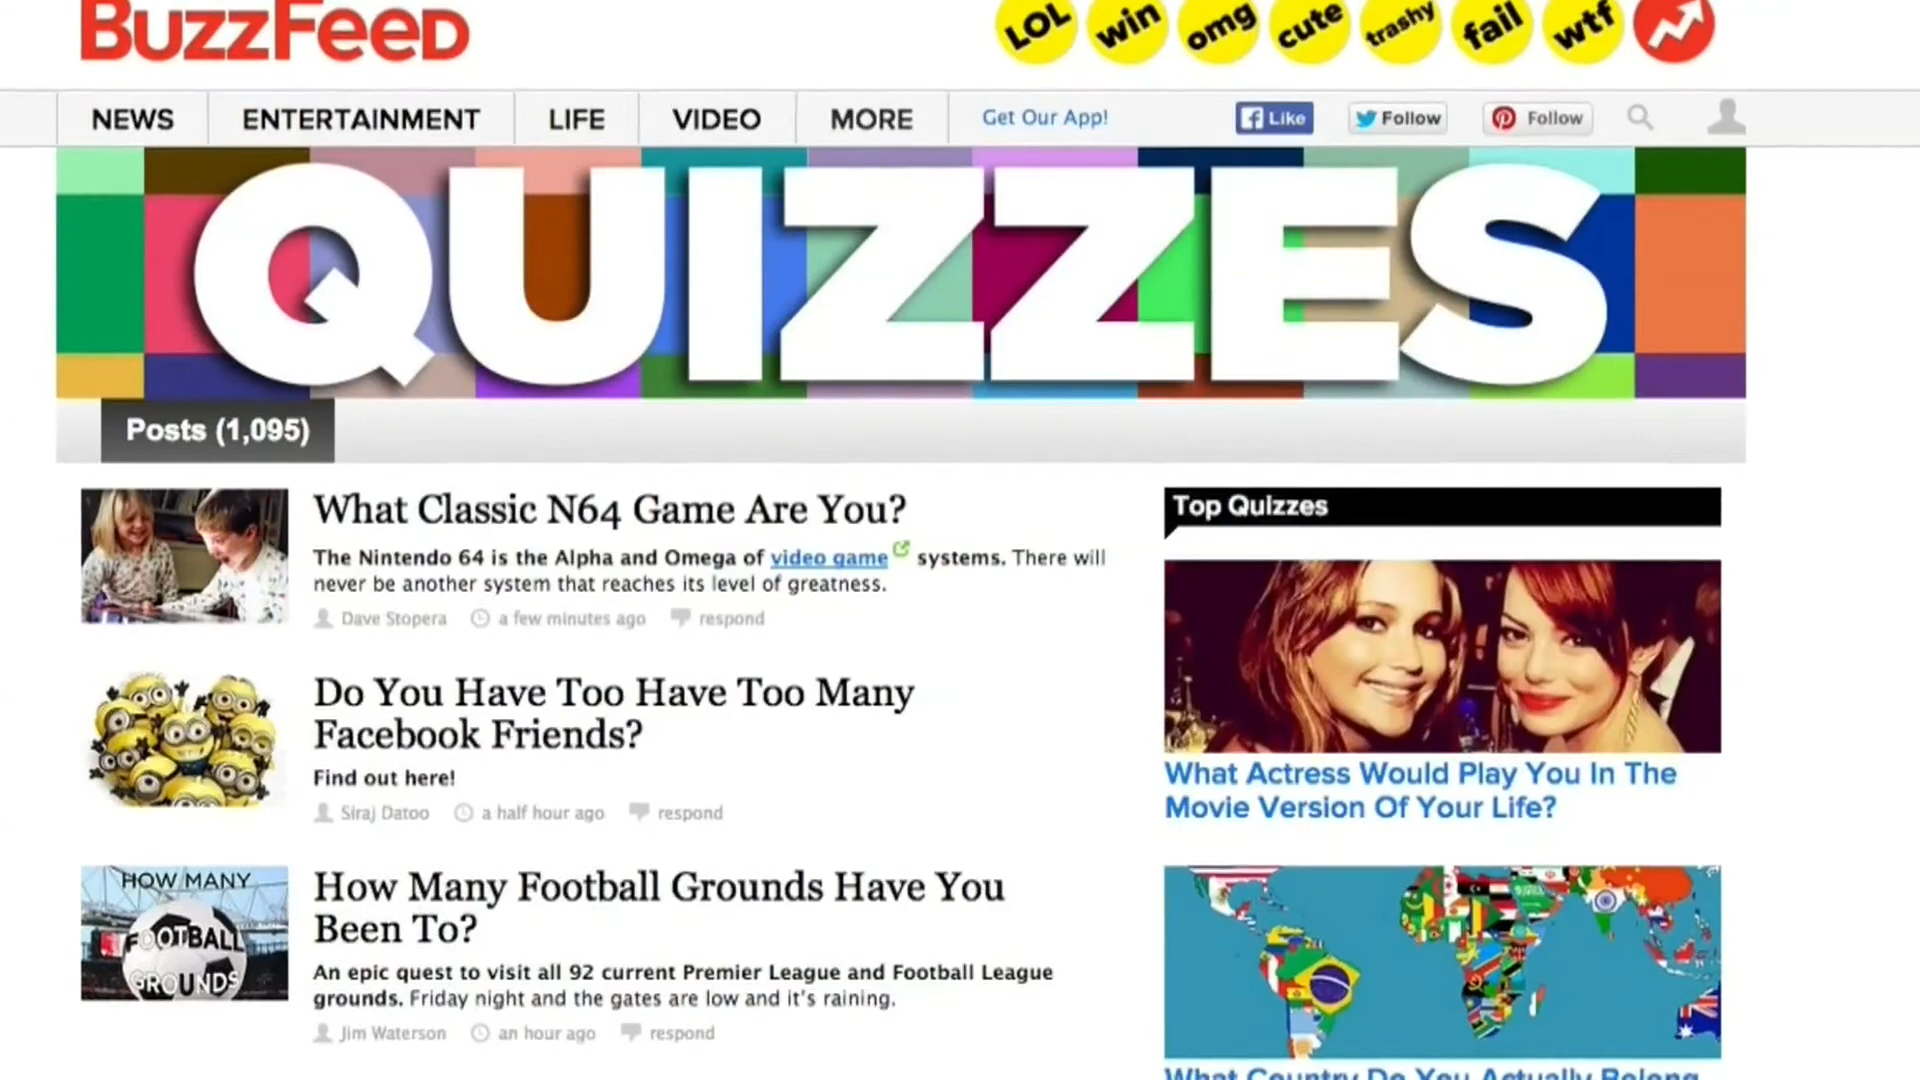 BuzzFeed
LOL
win
omg
cute
trashy
fail
wtf
NEWS
ENTERTAINMENT
LIFE
VIDEO
MORE
Get Our App!
Like
Follow
Follow
QUIZZES
Posts (1,095)
What Classic N64 Game Are You?
The Nintendo 64 is the Alpha and Omega of video game systems. There will
never be another system that reaches its level of greatness.
Dave Stopera a few minutes ago respond
Do You Have Too Have Too Many
Facebook Friends?
Find out here!
Siraj Datoo a half hour ago respond
HOW MANY
FOOTBALL
GROUNDS
How Many Football Grounds Have You
Been To?
An epic quest to visit all 92 current Premier League and Football League
grounds. Friday night and the gates are low and it's raining.
Jim Waterson an hour ago respond
Top Quizzes
What Actress Would Play You In The
Movie Version Of Your Life?
What Country Do You Actually Belong